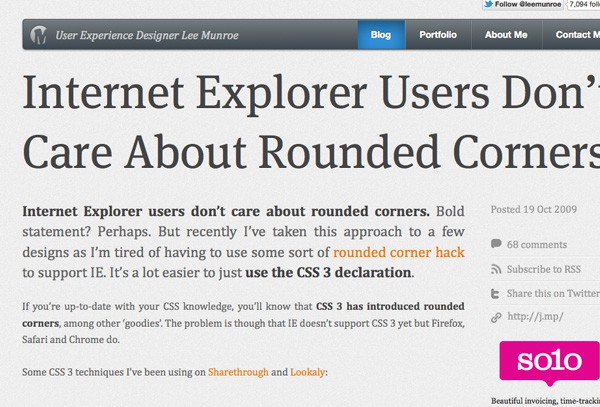 Follow @leemunroe
7,094 fo
User Experience Designer Lee Munroe
Blog
Portfolio
About Me
Contact M
Internet Explorer Users Don’t
Care About Rounded Corners
Internet Explorer users don’t care about rounded corners. Bold
statement? Perhaps. But recently I’ve taken this approach to a few
designs as I’m tired of having to use some sort of rounded corner hack
to support IE. It’s a lot easier to just use the CSS 3 declaration.
If you’re up-to-date with your CSS knowledge, you’ll know that CSS 3 has introduced rounded
corners, among other ‘goodies’. The problem is though that IE doesn’t support CSS 3 yet but Firefox,
Safari and Chrome do.
Some CSS 3 techniques I’ve been using on Sharethrough and Lookaly:
Posted 19 Oct 2009
68 comments
Subscribe to RSS
Share this on Twitter
http://j.mp/
solo
Beautiful invoicing, time-tracki